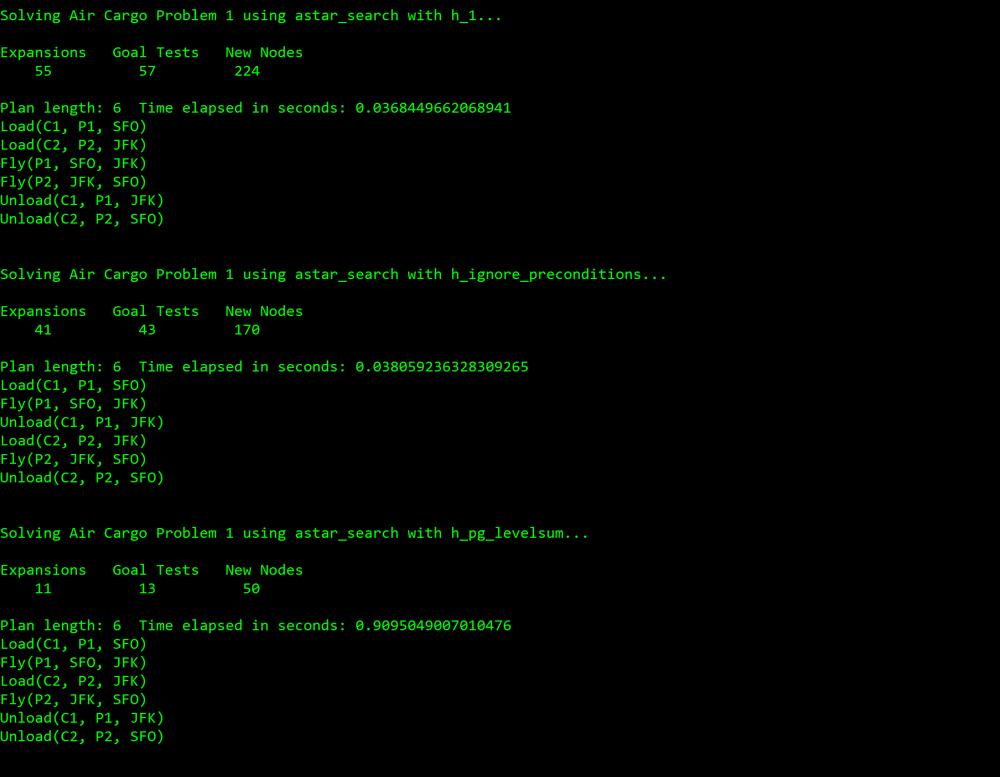 Solving Air Cargo Problem 1 using astar_search with h_1...
Expansions   Goal Tests   New Nodes
    55          57         224
Plan length: 6  Time elapsed in seconds: 0.0368449662068941
Load(C1, P1, SFO)
Load(C2, P2, JFK)
Fly(P1, SFO, JFK)
Fly(P2, JFK, SFO)
Unload(C1, P1, JFK)
Unload(C2, P2, SFO)
Solving Air Cargo Problem 1 using astar_search with h_ignore_preconditions...
Expansions   Goal Tests   New Nodes
    41          43         170
Plan length: 6  Time elapsed in seconds: 0.038059236328309265
Load(C1, P1, SFO)
Fly(P1, SFO, JFK)
Unload(C1, P1, JFK)
Load(C2, P2, JFK)
Fly(P2, JFK, SFO)
Unload(C2, P2, SFO)
Solving Air Cargo Problem 1 using astar_search with h_pg_levelsum...
Expansions   Goal Tests   New Nodes
    11          13          50
Plan length: 6  Time elapsed in seconds: 0.9095049007010476
Load(C1, P1, SFO)
Fly(P1, SFO, JFK)
Load(C2, P2, JFK)
Fly(P2, JFK, SFO)
Unload(C1, P1, JFK)
Unload(C2, P2, SFO)